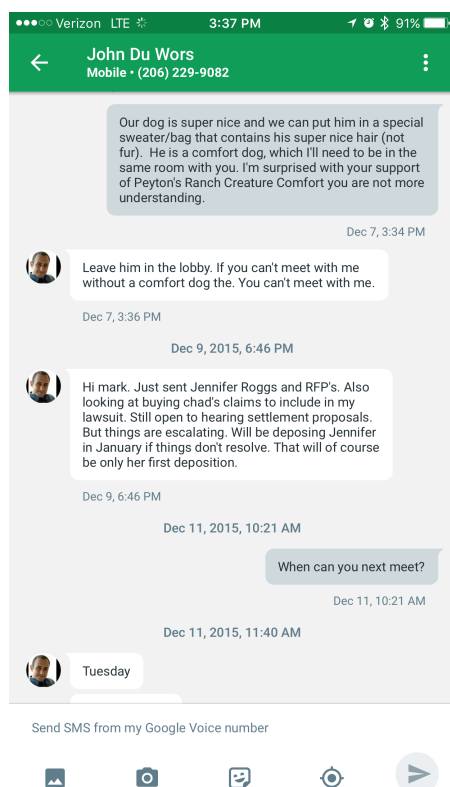 Verizon LTE 3:37 PM 91%
John Du Wors
Mobile • (206) 229-9082
Our dog is super nice and we can put him in a special
sweater/bag that contains his super nice hair (not
fur). He is a comfort dog, which I'll need to be in the
same room with you. I'm surprised with your support
of Peyton's Ranch Creature Comfort you are not more
understanding.
Dec 7, 3:34 PM
Leave him in the lobby. If you can't meet with me
without a comfort dog the. You can't meet with me.
Dec 7, 3:36 PM
Dec 9, 2015, 6:46 PM
Hi mark. Just sent Jennifer Roggs and RFP's. Also
looking at buying chad's claims to include in my
lawsuit. Still open to hearing settlement proposals.
But things are escalating. Will be deposing Jennifer
in January if things don't resolve. That will of course
be only her first deposition.
Dec 9, 6:46 PM
Dec 11, 2015, 10:21 AM
When can you next meet?
Dec 11, 10:21 AM
Dec 11, 2015, 11:40 AM
Tuesday
Send SMS from my Google Voice number